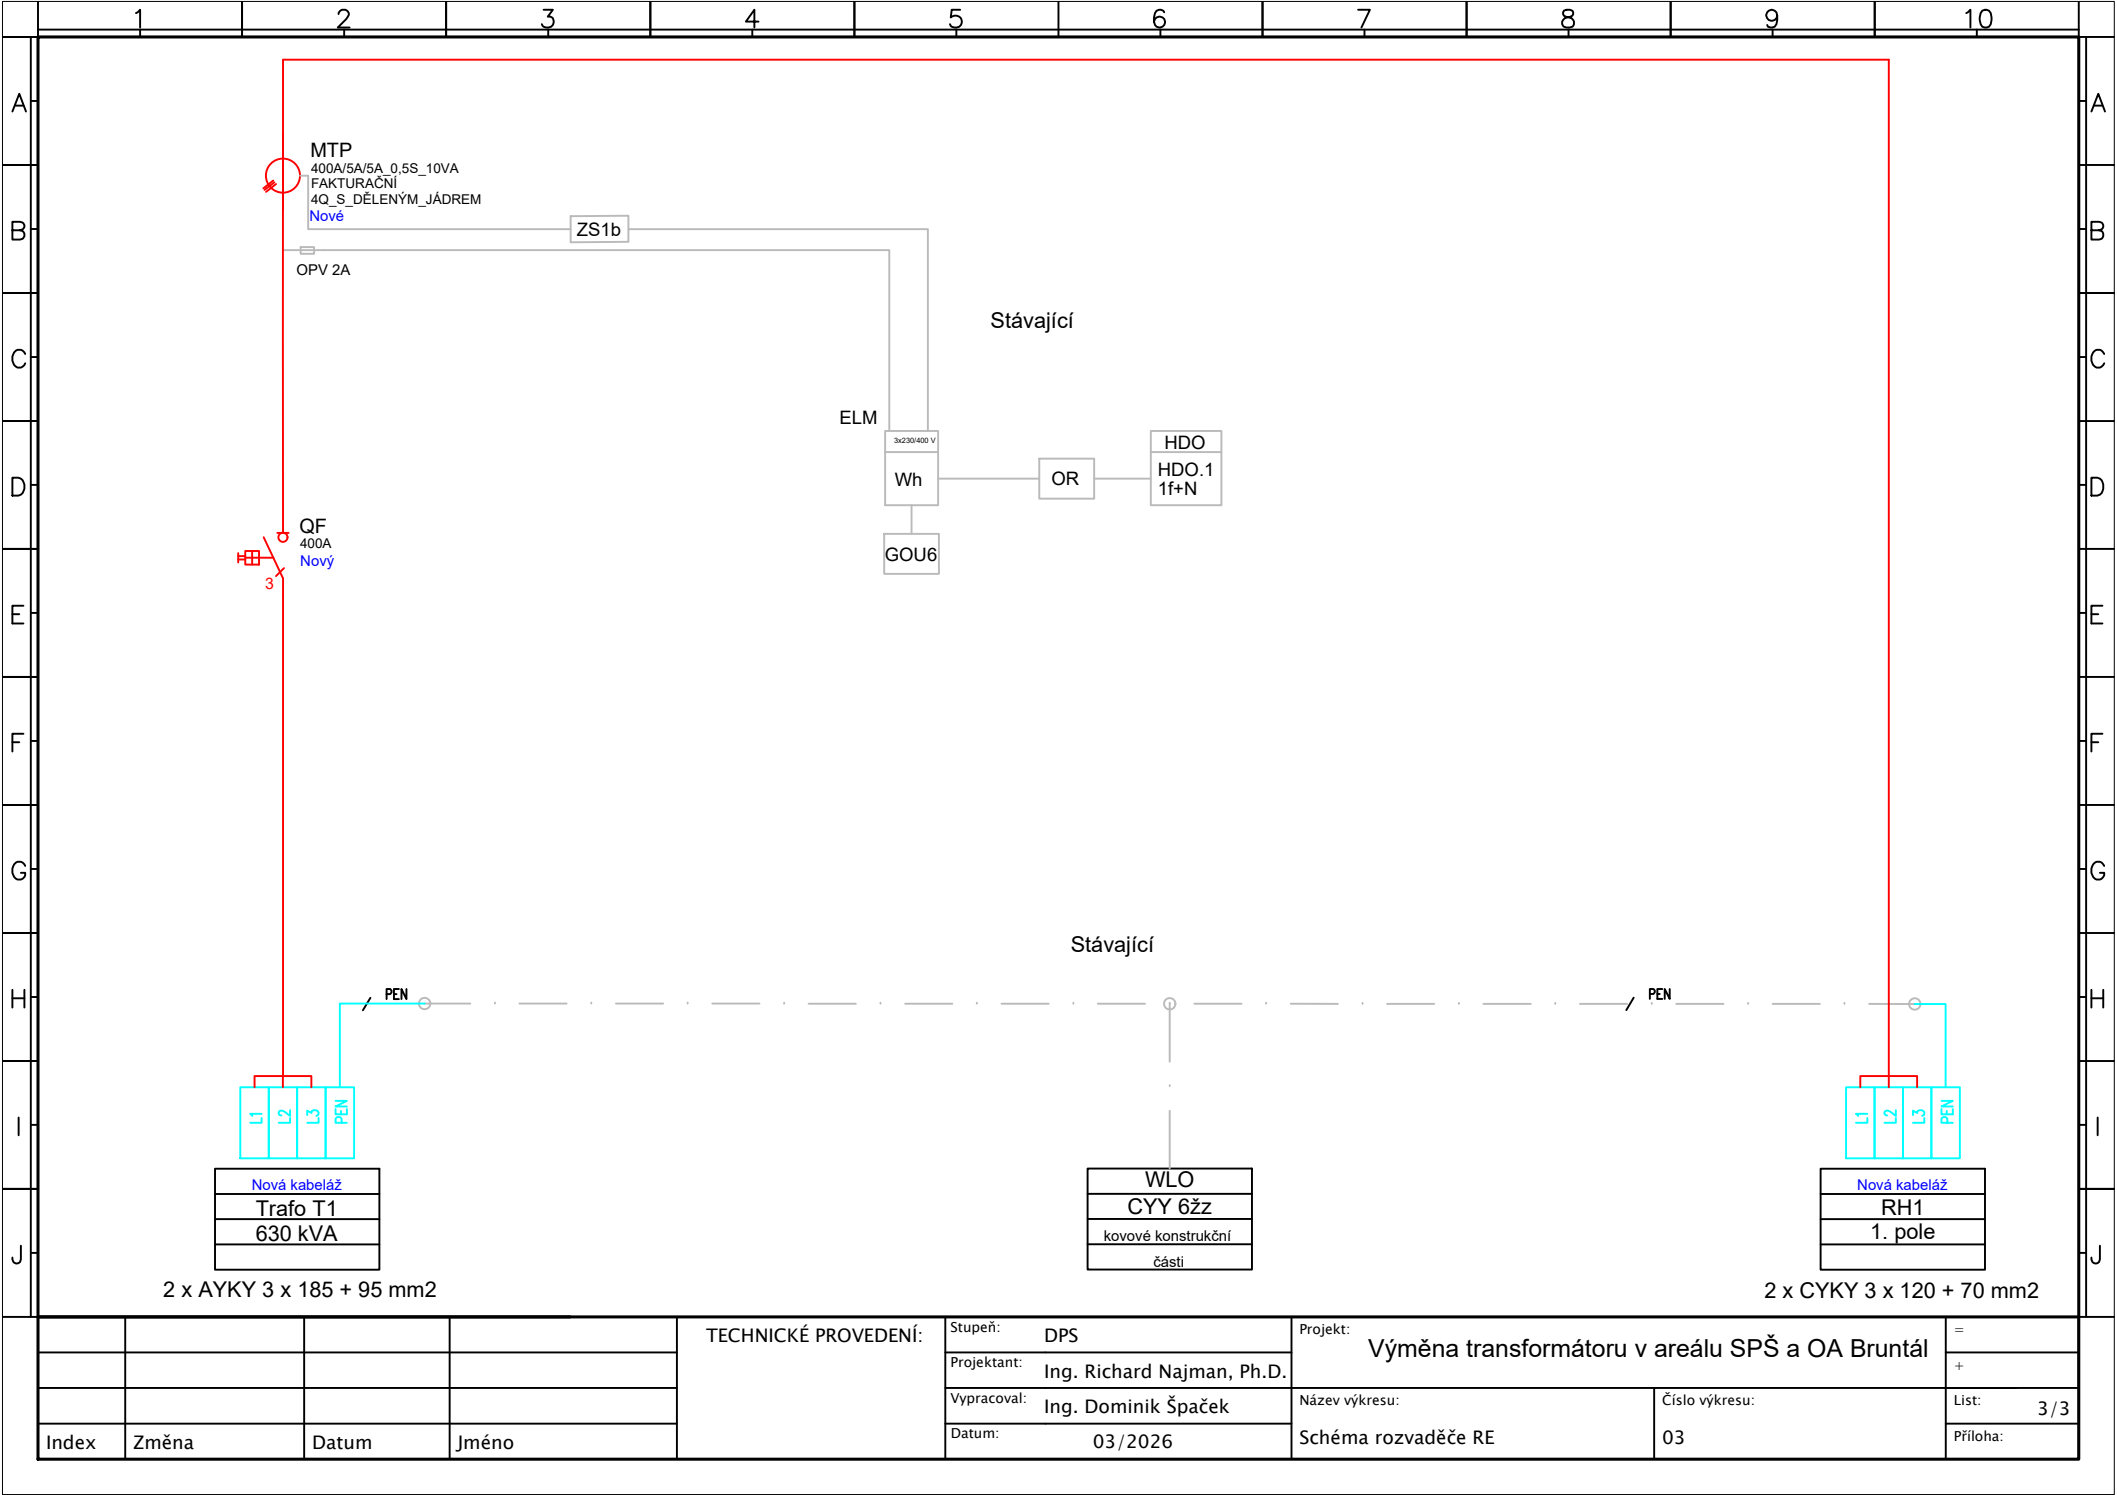 1 2 3 4 5 6 7 8 9 10
A A
MTP
400A/5A/5A_0,5S_10VA
FAKTURAČNÍ
4Q_S_DĚLENÝM_JÁDREM
Nové
B B
ZS1b
OPV 2A
Stávající
C C
ELM
3x230/400 V
Wh
OR
HDO
HDO.1
1f+N
D D
QF
400A
Nový
3
GOU6
E E
F F
G G
Stávající
H H
PEN
PEN
I I
L1 L2 L3 PEN
L1 L2 L3 PEN
J J
Nová kabeláž
Trafo T1
630 kVA
2 x AYKY 3 x 185 + 95 mm2
WLO
CYY 6žz
kovové konstrukční
části
Nová kabeláž
RH1
1. pole
2 x CYKY 3 x 120 + 70 mm2
Index Změna Datum Jméno
TECHNICKÉ PROVEDENÍ:
Stupeň: DPS
Projektant: Ing. Richard Najman, Ph.D.
Vypracoval: Ing. Dominik Špaček
Datum: 03/2026
Projekt: Výměna transformátoru v areálu SPŠ a OA Bruntál
Název výkresu:
Schéma rozvaděče RE
Číslo výkresu:
03
=
+
List: 3/3
Příloha: